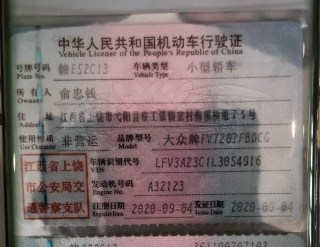 中华人民共和国机动车行驶证
Vehicle License of the People's Republic of China
号牌号码 赣E52C13 车辆类型 小型轿车
Plate No. Vehicle Type
所有人 俞忠钱
Owner
住址 江西省上饶市弋阳县
Address
使用性质 非营运 品牌型号 大众牌FV7207FBDCG
Use Character Model
江西省上饶市公安局交通警察支队
车辆识别代号 LFV3A23C1L3054916
VIN
发动机号码 A32123
Engine No.
注册日期 2020-09-04 发证日期 2020-09-04
Register Date Issue Date